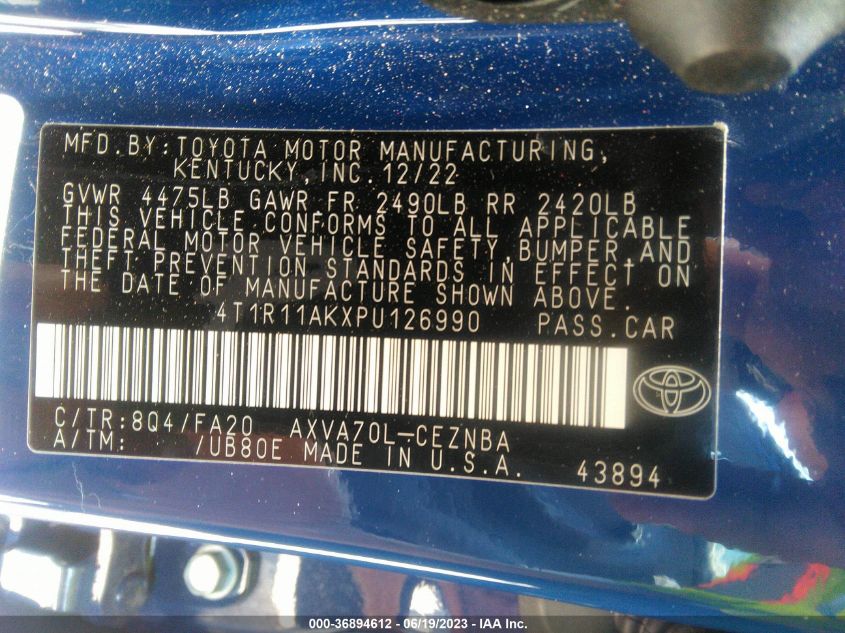 MFD.BY:TOYOTA MOTOR MANUFACTURING,
KENTUCKY,INC. 12/22
GVWR 4475LB GAWR FR 2490LB RR 2420LB
THIS VEHICLE CONFORMS TO ALL APPLICABLE
FEDERAL MOTOR VEHICLE SAFETY,BUMPER,AND
THEFT PREVENTION STANDARDS IN EFFECT ON
THE DATE OF MANUFACTURE SHOWN ABOVE.
4T1R11AKXPU126990 PASS.CAR
C/TR:8Q4/FA20 AXVA70L-CEZNBA
A/TM: /UB80E MADE IN U.S.A.
43894
000-36894612 - 06/19/2023 - IAA Inc.